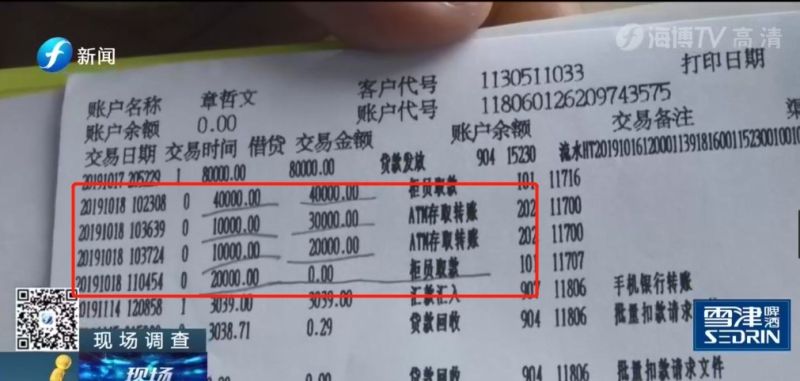 新闻
海博TV 高清
账户名称 章哲文 客户代号 1130511033 打印日期
账户余额 0.00 账户代号 118060126209743575
交易日期 交易时间 借贷 交易金额 账户余额 交易备注 渠
20191017 205229 1 80000.00 80000.00 贷款发放 904 15230 流水HT20191016120001139181600115230010010
20191018 102308 0 40000.00 40000.00 柜员取款 101 11716
20191018 103639 0 10000.00 30000.00 ATM存取转账 202 11700
20191018 103724 0 10000.00 20000.00 ATM存取转账 202 11700
20191018 110454 0 20000.00 0.00 柜员取款 101 11707
0191114 120858 1 3039.00 3039.00 汇款汇入 907 11806 手机银行转账
3038.71 0.29 贷款回收 904 11806 批量扣款请求文
904 11806 批量扣款请求文件
现场调查
现场
雪津啤酒
SEDRIN